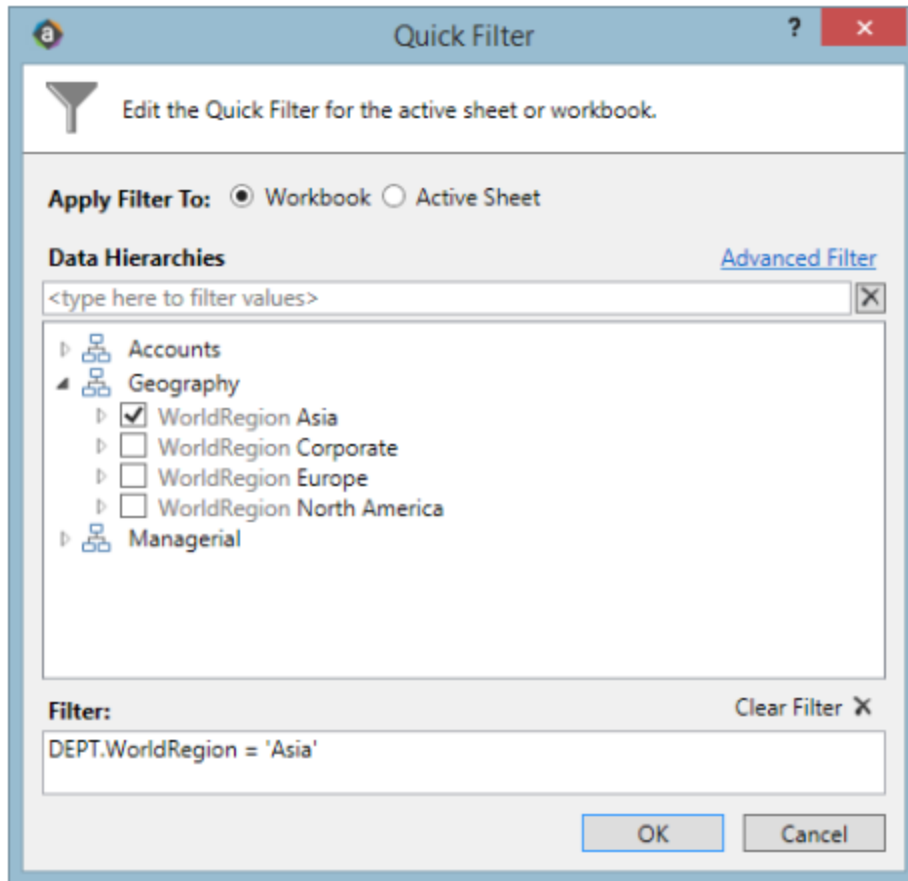 Quick Filter
?
Edit the Quick Filter for the active sheet or workbook.
Apply Filter To: Workbook Active Sheet
Data Hierarchies Advanced Filter
<type here to filter values>
Accounts
Geography
WorldRegion Asia
WorldRegion Corporate
WorldRegion Europe
WorldRegion North America
Managerial
Filter: Clear Filter
DEPT.WorldRegion = 'Asia'
OK Cancel